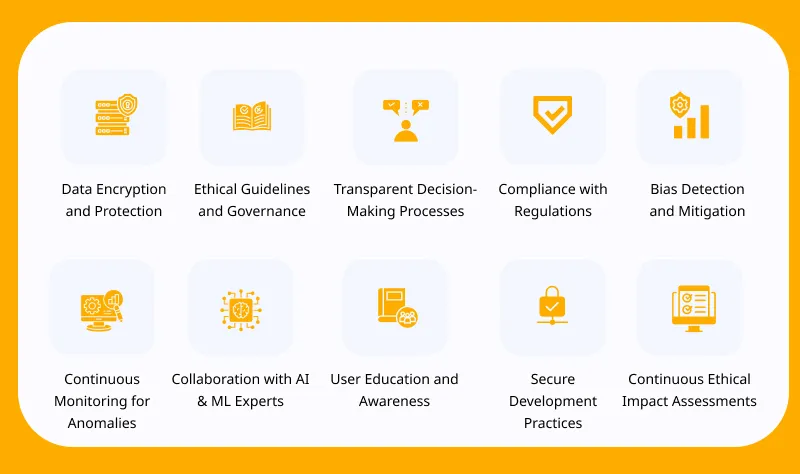 Data Encryption
and Protection
Ethical Guidelines
and Governance
Transparent Decision-
Making Processes
Compliance with
Regulations
Bias Detection
and Mitigation
Continuous
Monitoring for
Anomalies
Collaboration with AI
& ML Experts
User Education and
Awareness
Secure
Development
Practices
Continuous Ethical
Impact Assessments